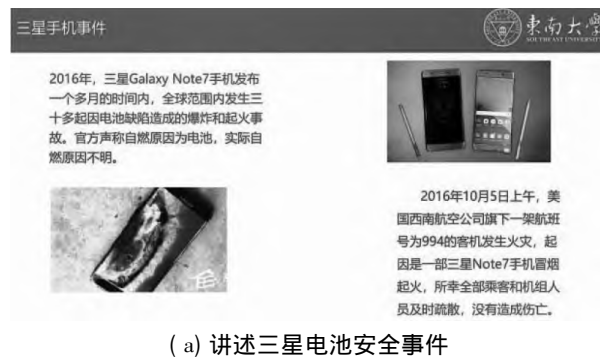 三星手机事件
東南大學
SOUTHEAST UNIVERSITY
2016年，三星Galaxy Note7手机发布
一个多月的时间内，全球范围内发生三
十多起因电池缺陷造成的爆炸和起火事
故。官方声称自燃原因为电池，实际自
燃原因不明。
2016年10月5日上午，美
国西南航空公司旗下一架航班
号为994的客机发生火灾，起
因是一部三星Note7手机冒烟
起火，所幸全部乘客和机组人
员及时疏散，没有造成伤亡。
( a) 讲述三星电池安全事件